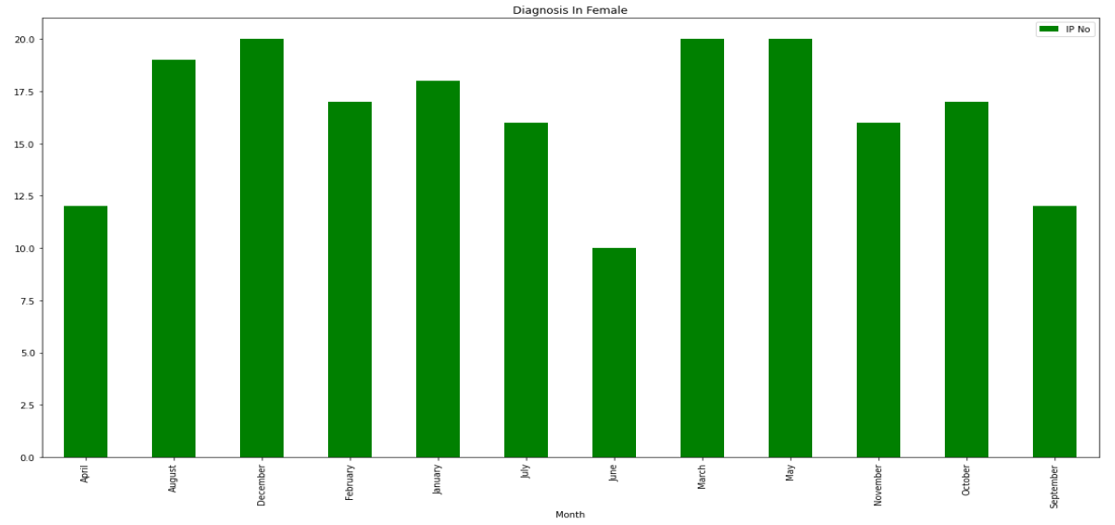 Diagnosis In Female
IP No
20.0
17.5
15.0
12.5
10.0
7.5
5.0
2.5
0.0
April
August
December
February
January
July
June
March
May
November
October
September
Month